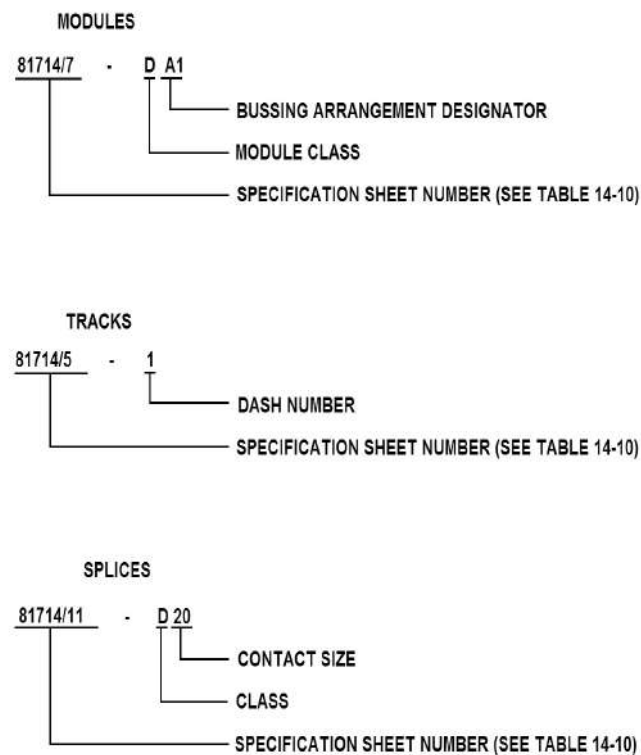 MODULES
81714/7 - D A1
BUSSING ARRANGEMENT DESIGNATOR
MODULE CLASS
SPECIFICATION SHEET NUMBER (SEE TABLE 14-10)
TRACKS
81714/5 - 1
DASH NUMBER
SPECIFICATION SHEET NUMBER (SEE TABLE 14-10)
SPLICES
81714/11 - D 20
CONTACT SIZE
CLASS
SPECIFICATION SHEET NUMBER (SEE TABLE 14-10)